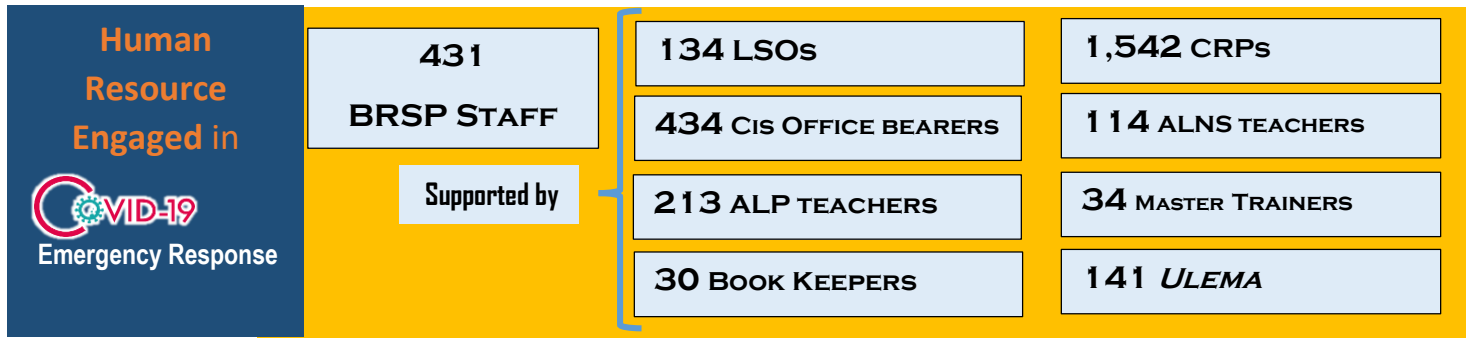 Human
Resource
Engaged in
COVID-19
Emergency Response
431
BRSP STAFF
Supported by
134 LSOs
434 CIS OFFICE BEARERS
213 ALP TEACHERS
30 BOOK KEEPERS
1,542 CRPs
114 ALNS TEACHERS
34 MASTER TRAINERS
141 ULEMA